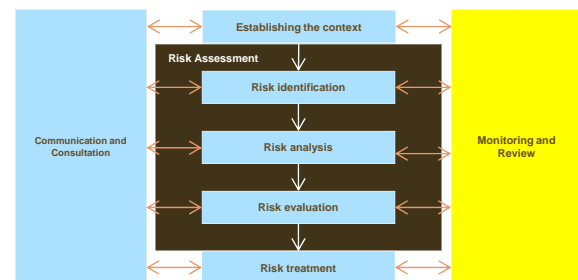 Establishing the context
Risk Assessment
Risk identification
Communication and
Consultation
Risk analysis
Monitoring and
Review
Risk evaluation
Risk treatment